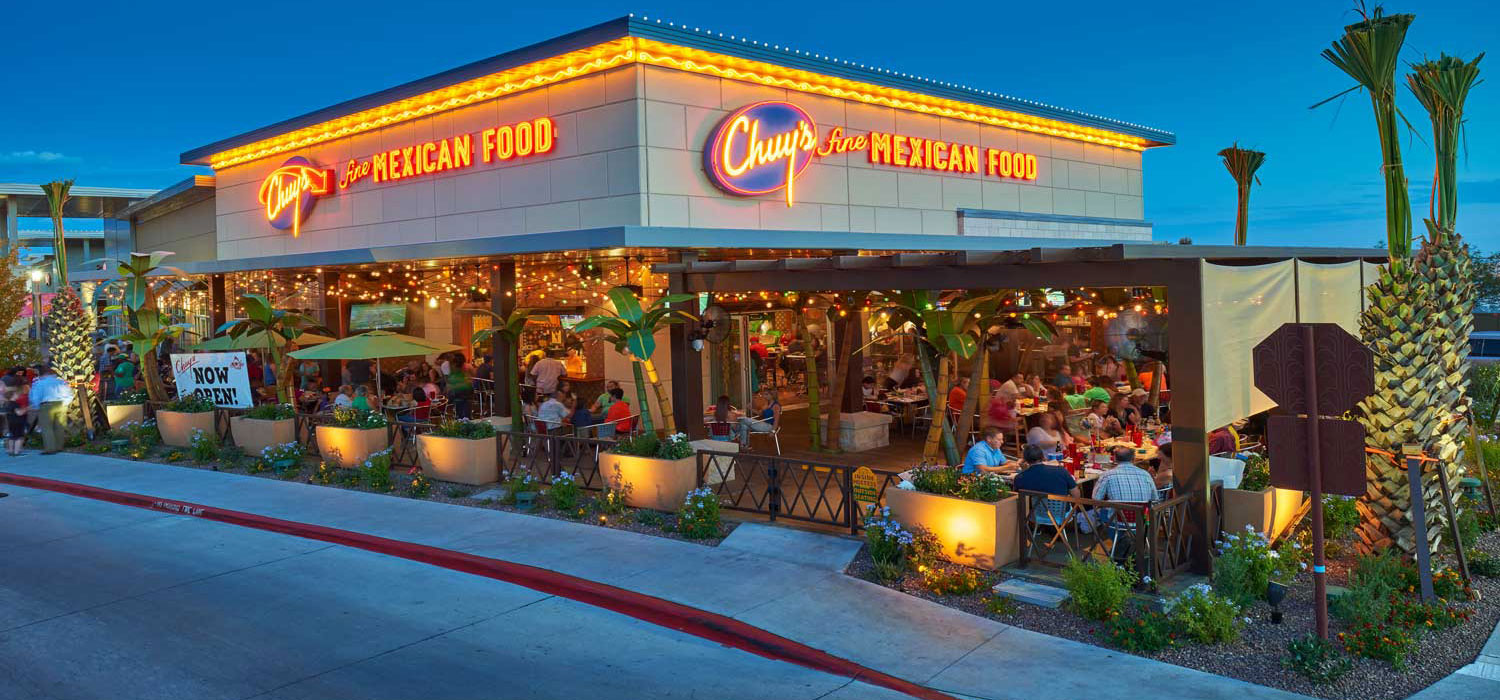 Chuy's fine MEXICAN FOOD
Chuy's fine MEXICAN FOOD
Chuy's
NOW
OPEN!